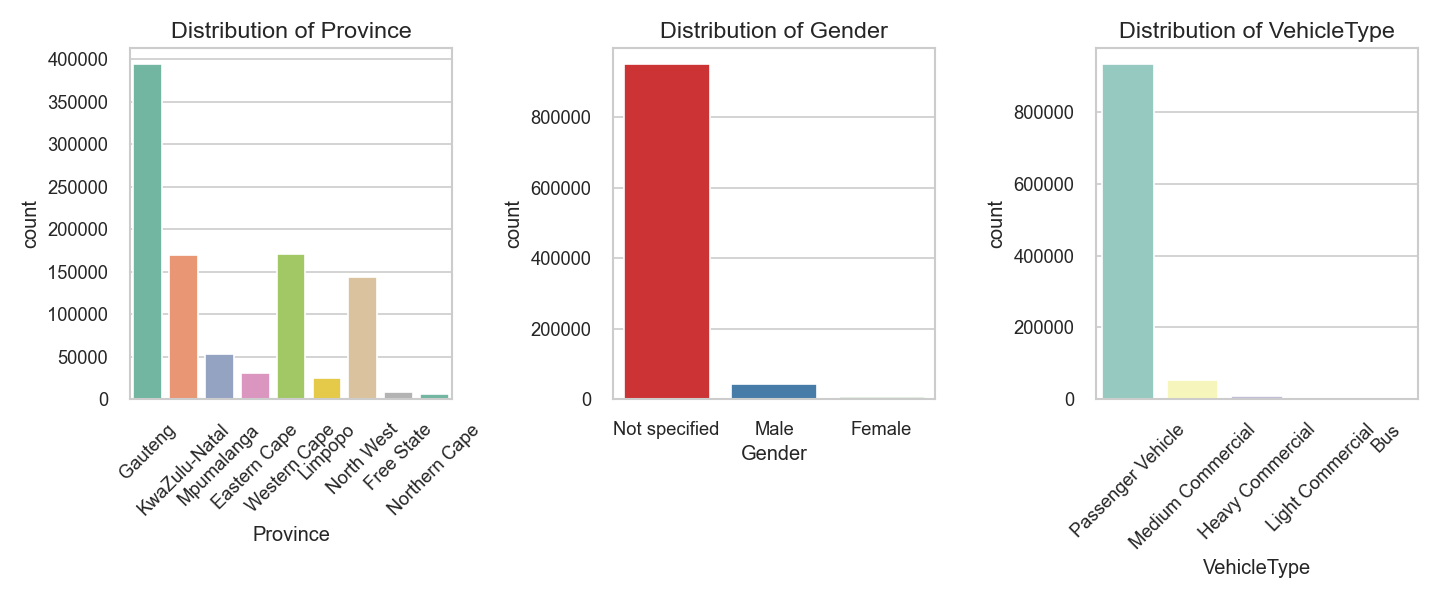 Distribution of Province
400000
350000
300000
250000
200000
150000
100000
50000
0
count
Gauteng
KwaZulu-Natal
Mpumalanga
Eastern Cape
Western Cape
Limpopo
North West
Free State
Northern Cape
Province
Distribution of Gender
800000
600000
400000
200000
0
count
Not specified
Male
Female
Gender
Distribution of VehicleType
800000
600000
400000
200000
0
count
Passenger Vehicle
Medium Commercial
Heavy Commercial
Light Commercial
Bus
VehicleType